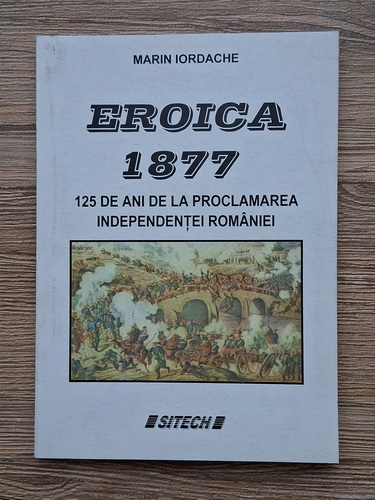 MARIN IORDACHE
EROICA
1877
125 DE ANI DE LA PROCLAMAREA
INDEPENDENȚEI ROMÂNIEI
SITECH